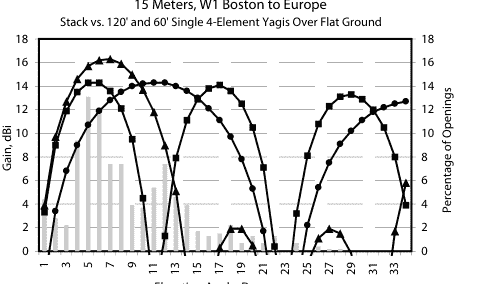 15 Meters, W1 Boston to Europe
Stack vs. 120' and 60' Single 4-Element Yagis Over Flat Ground
18 18
16 16
14 14
12 12
10 10
8 8
6 6
4 4
2 2
0 0
Gain, dBi
Percentage of Openings
1 3 5 7 9 11 13 15 17 19 21 23 25 27 29 31 33